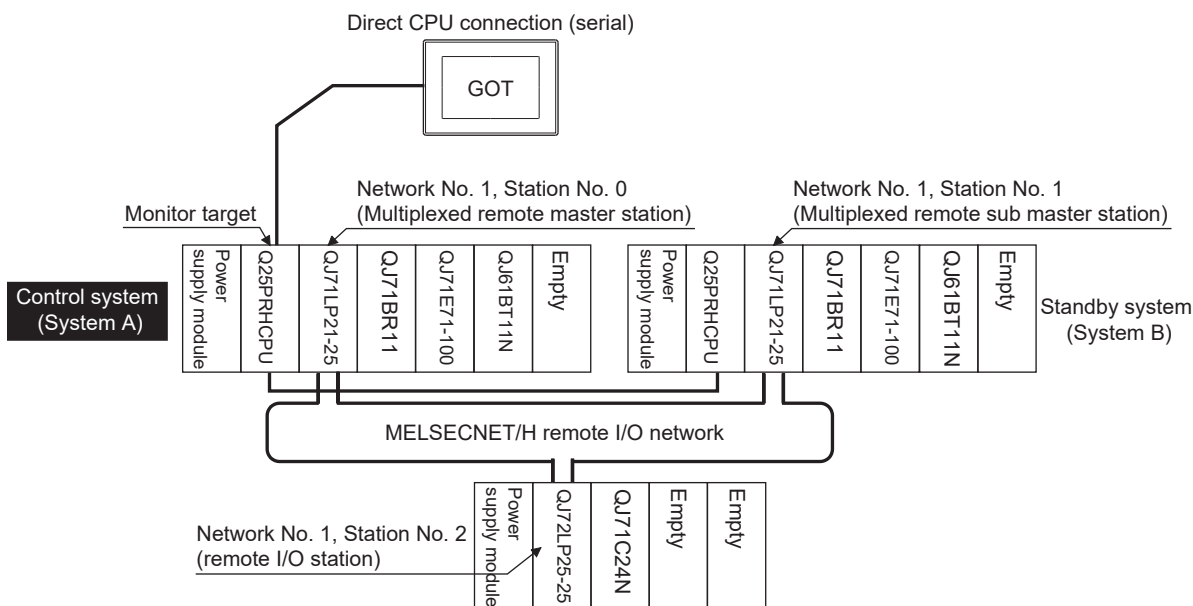 Direct CPU connection (serial)
GOT
Network No. 1, Station No. 0
(Multiplexed remote master station)
Network No. 1, Station No. 1
(Multiplexed remote sub master station)
Monitor target
Control system
(System A)
Power
supply module
Q25PRHCPU
QJ71LP21-25
QJ71BR11
QJ71E71-100
QJ61BT11N
Empty
Power
supply module
Q25PRHCPU
QJ71LP21-25
QJ71BR11
QJ71E71-100
QJ61BT11N
Empty
Standby system
(System B)
MELSECNET/H remote I/O network
Network No. 1, Station No. 2
(remote I/O station)
Power
supply module
QJ72LP25-25
QJ71C24N
Empty
Empty